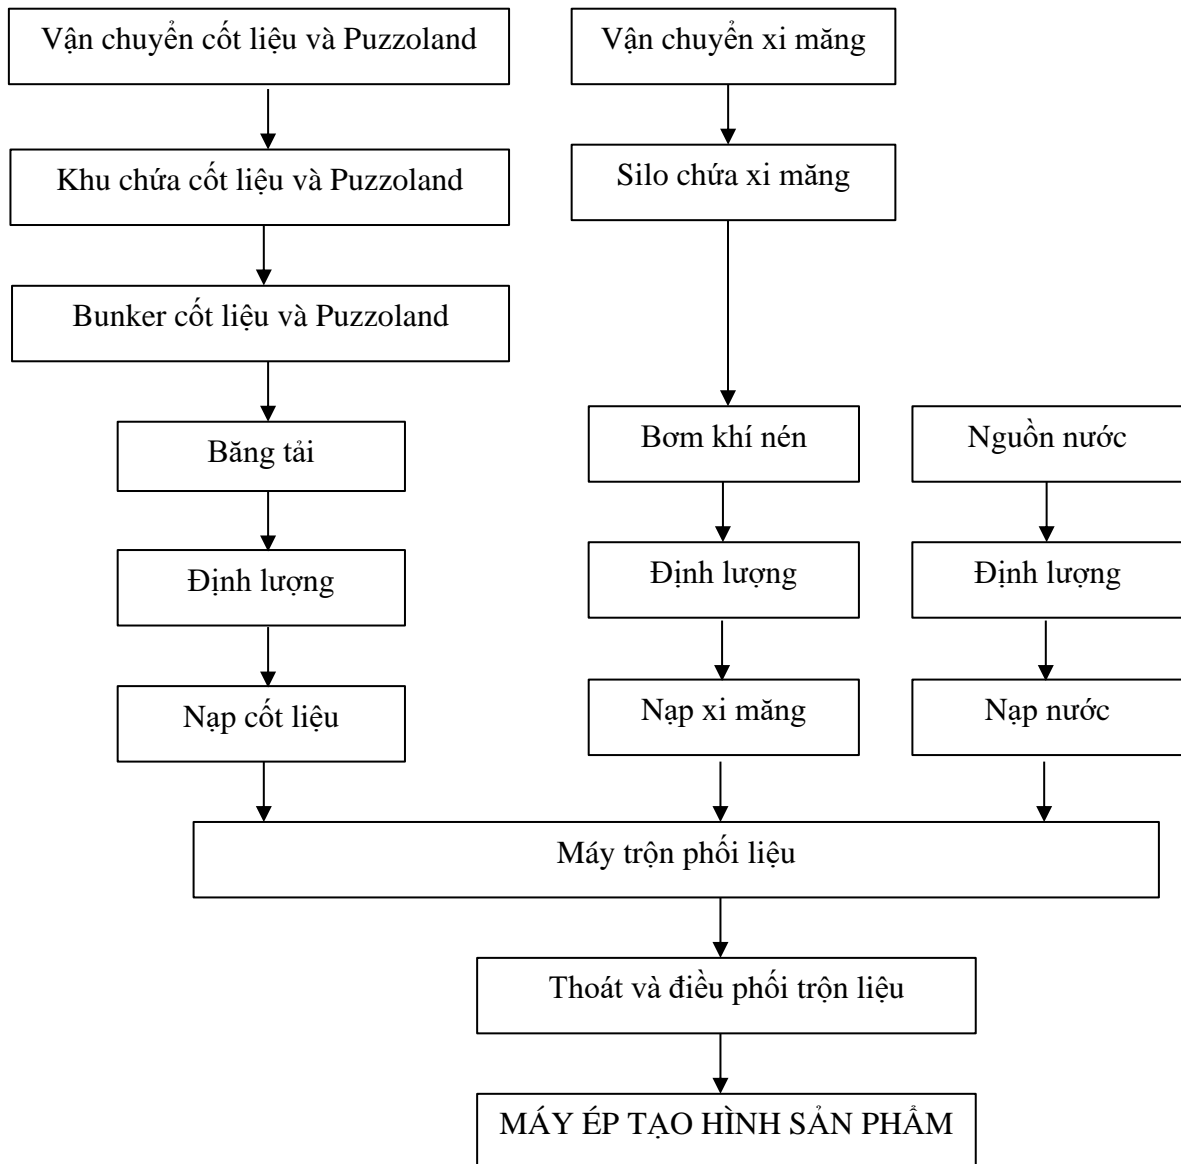 Vận chuyển cốt liệu và Puzzoland
Vận chuyển xi măng
Khu chứa cốt liệu và Puzzoland
Silo chứa xi măng
Bunker cốt liệu và Puzzoland
Băng tải
Bơm khí nén
Nguồn nước
Định lượng
Định lượng
Định lượng
Nạp cốt liệu
Nạp xi măng
Nạp nước
Máy trộn phối liệu
Thoát và điều phối trộn liệu
MÁY ÉP TẠO HÌNH SẢN PHẨM